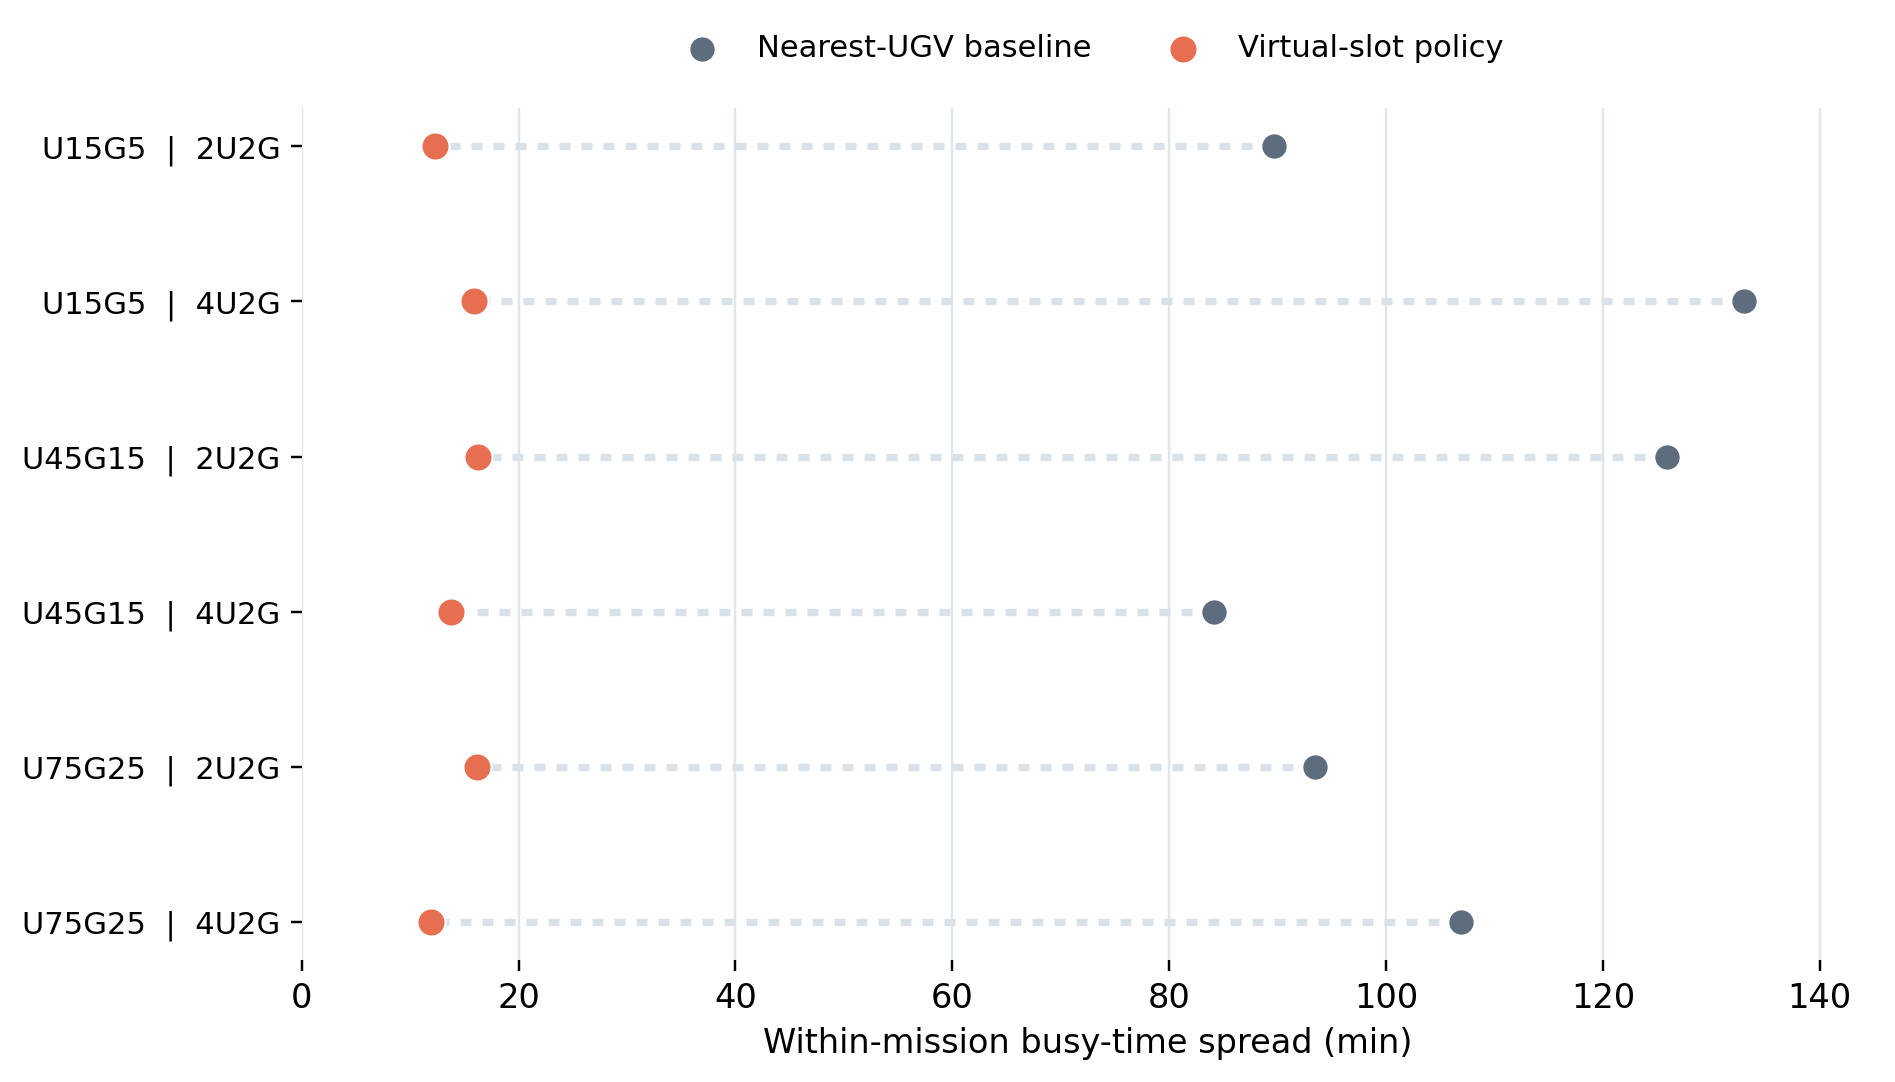 Nearest-UGV baseline Virtual-slot policy
U15G5 | 2U2G
U15G5 | 4U2G
U45G15 | 2U2G
U45G15 | 4U2G
U75G25 | 2U2G
U75G25 | 4U2G
0 20 40 60 80 100 120 140
Within-mission busy-time spread (min)